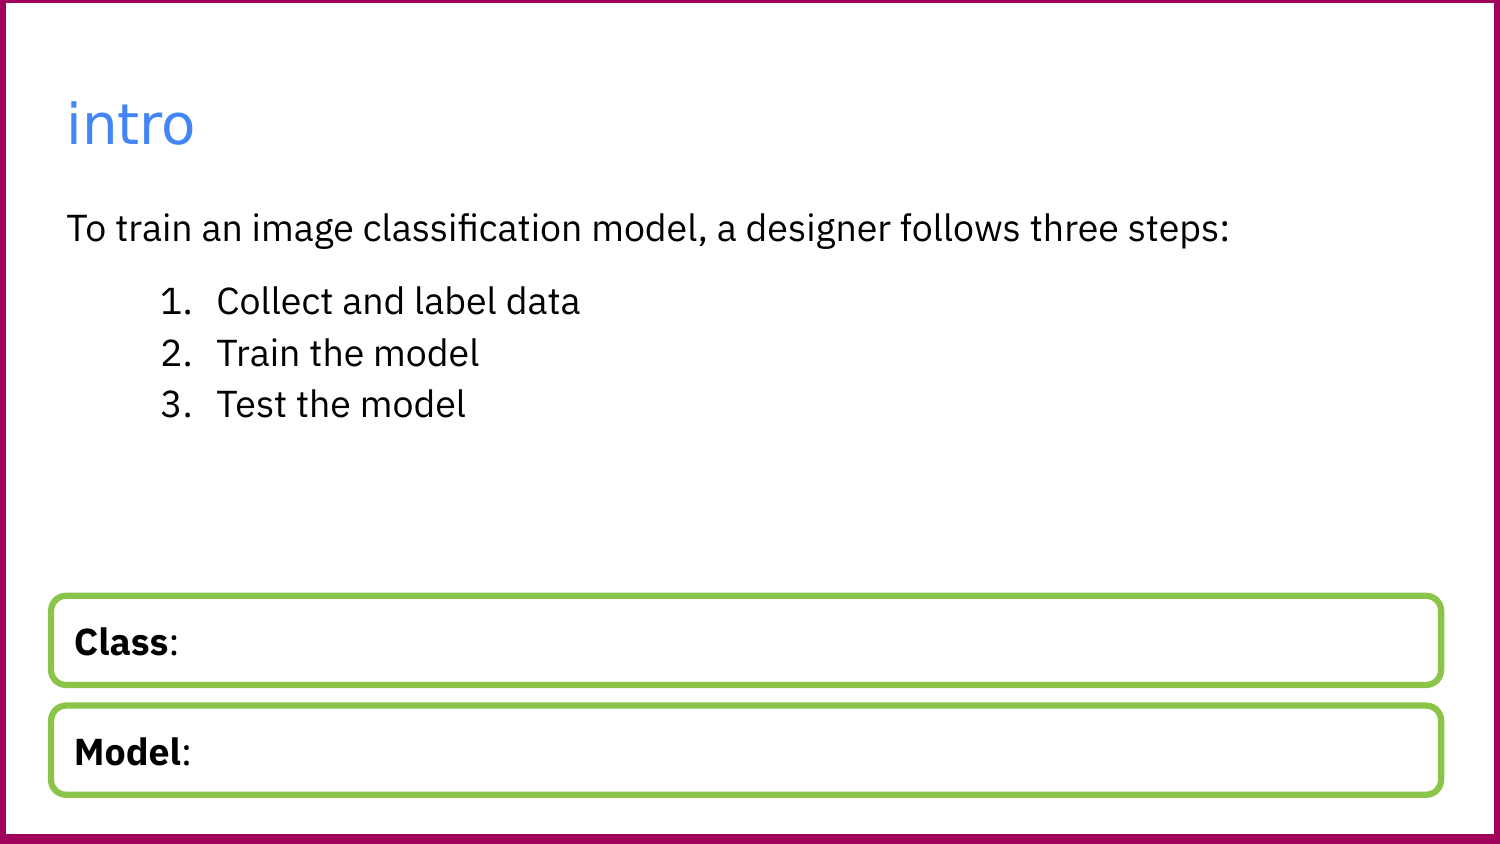 intro
To train an image classification model, a designer follows three steps:
1. Collect and label data
2. Train the model
3. Test the model
Class:
Model: